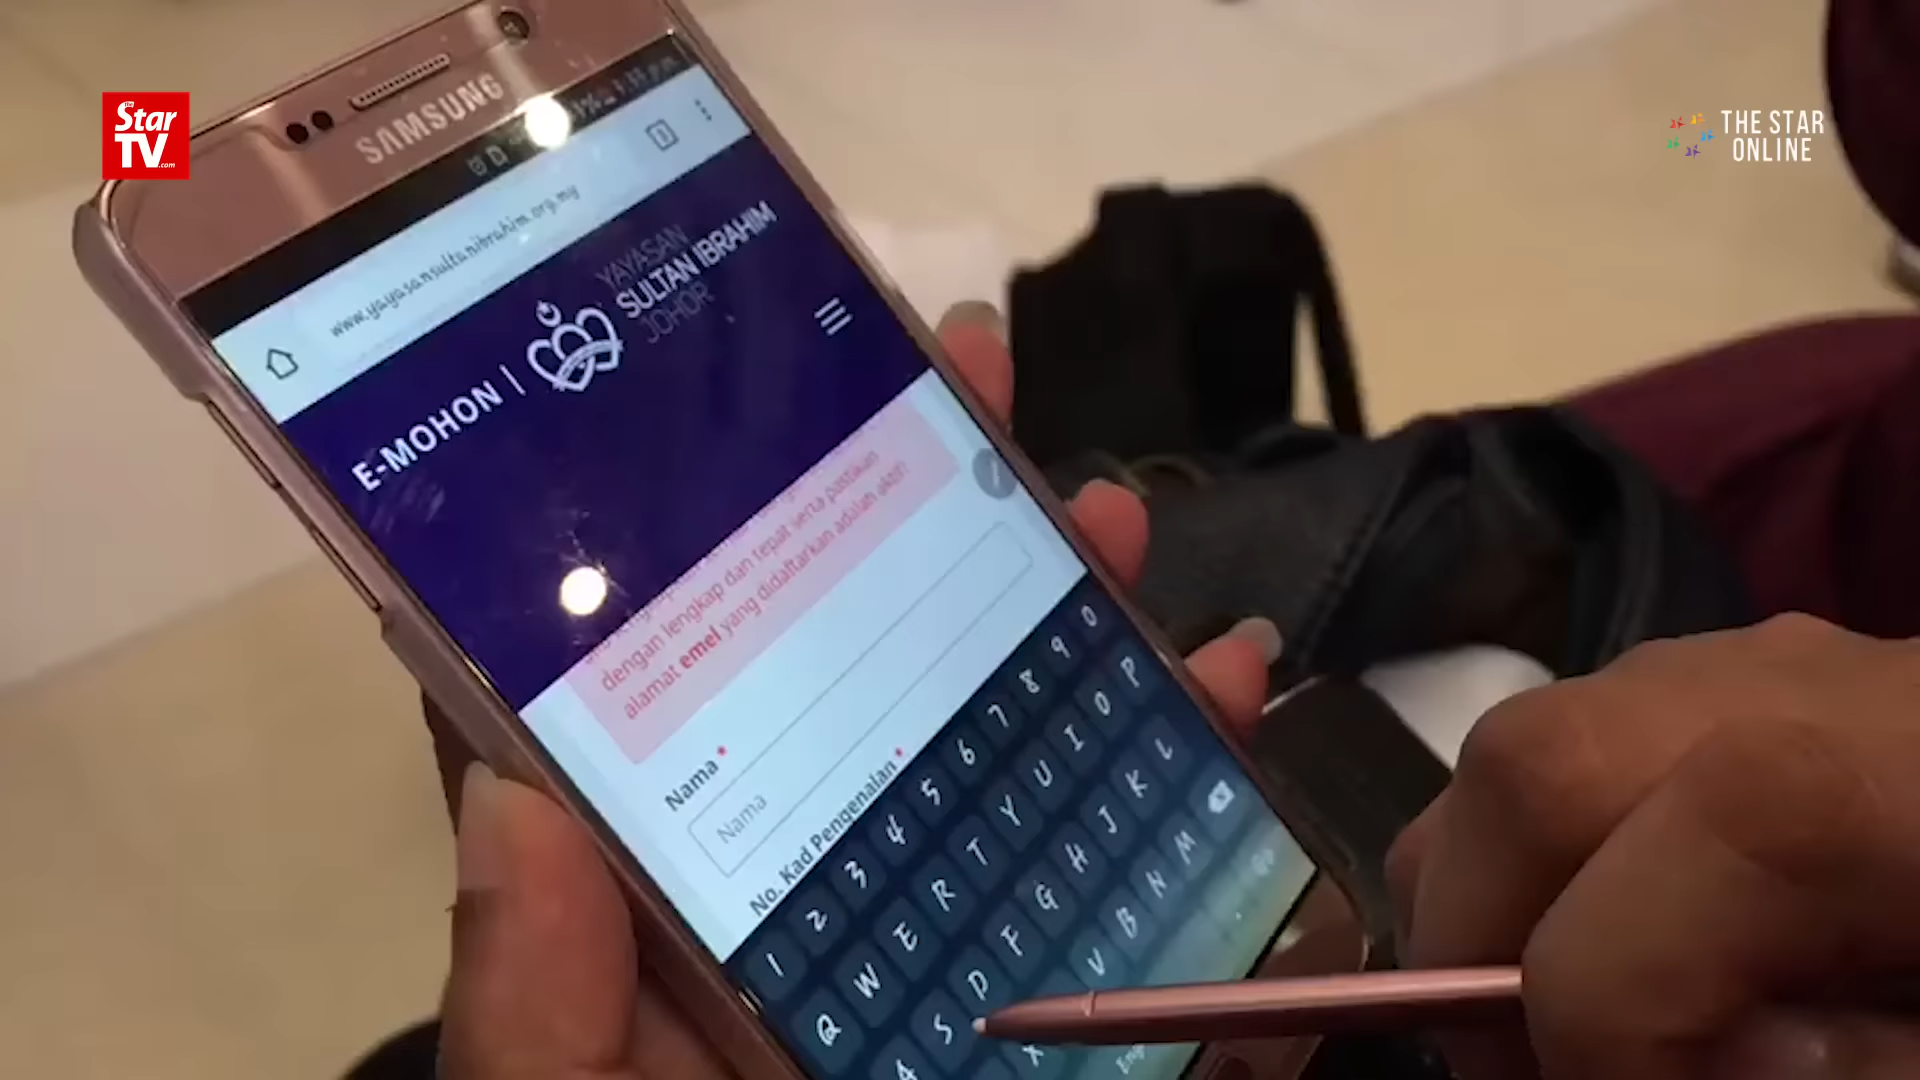 The
Star
TV.com
THE STAR
ONLINE
SAMSUNG
www.yayasansultanibrahim.org.my
E-MOHON |
YAYASAN
SULTAN IBRAHIM
JOHOR
dengan lengkap dan tepat serta pastikan
alamat emel yang didaftarkan adalah aktif!
Nama *
Nama
No. Kad Pengenalan *
1 2 3 4 5 6 7 8 9 0
Q W E R T Y U I O P
A S D F G H J K L
X V B N M